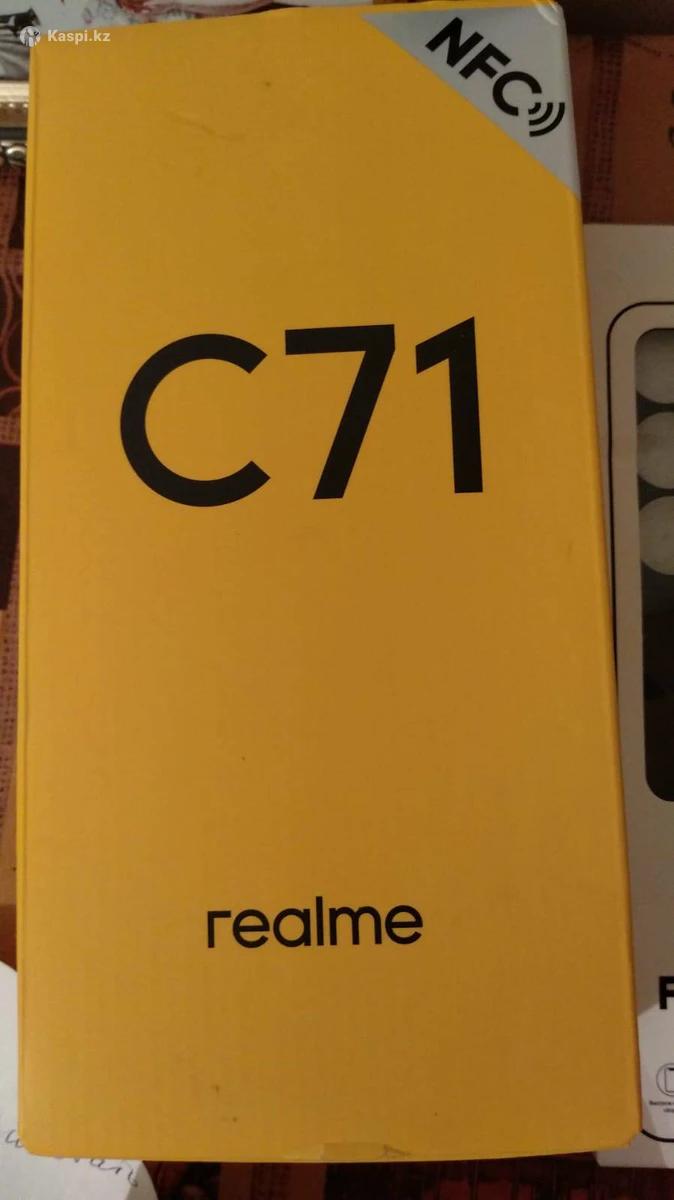 Kaspi.kz
NFC
C71
realme
F